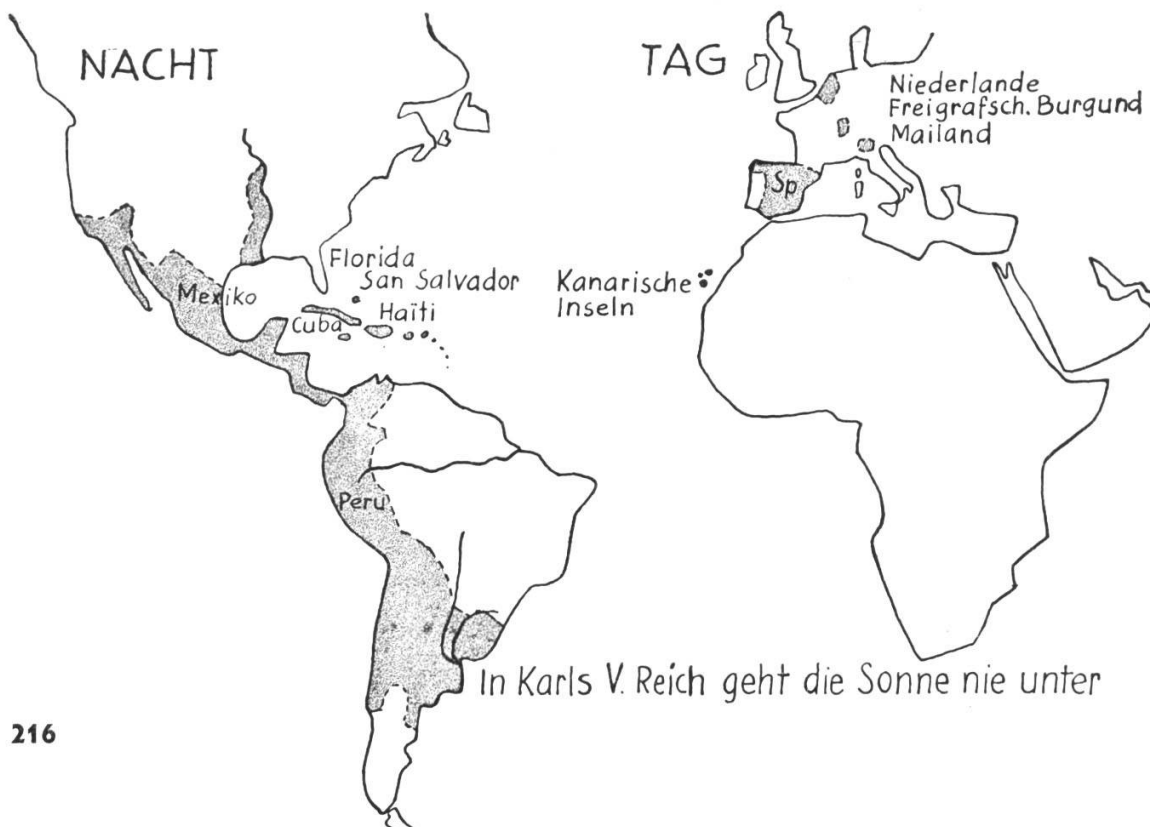 NACHT
TAG
Niederlande
Freigrafsch. Burgund
Mailand
Sp
Florida
San Salvador
Kanarische
Inseln
Mexiko
Cuba
Haïti
Peru
In Karls V. Reich geht die Sonne nie unter
216